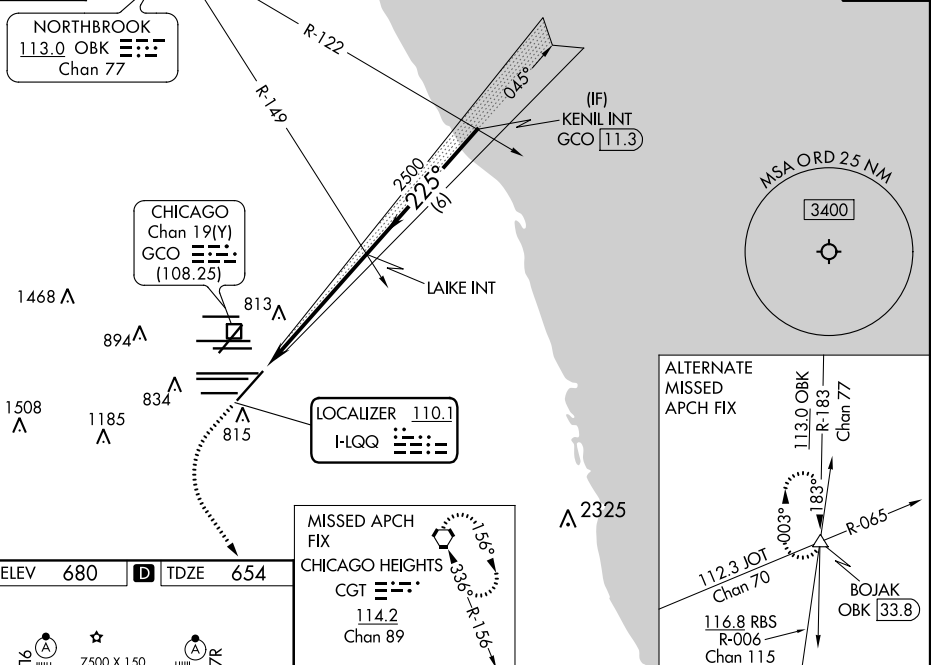 NORTHBROOK
113.0 OBK
Chan 77
R-122
R-149
045°
(IF)
KENIL INT
GCO 11.3
2500
225°
(6)
MSA ORD 25 NM
3400
CHICAGO
Chan 19(Y)
GCO
(108.25)
LAIKE INT
1468
813
894
834
1508
1185
815
LOCALIZER 110.1
I-LQQ
2325
ALTERNATE
MISSED
APCH FIX
113.0 OBK
R-183
Chan 77
183°
003°
R-065
112.3 JOT
Chan 70
BOJAK
OBK 33.8
116.8 RBS
R-006
Chan 115
MISSED APCH
FIX
CHICAGO HEIGHTS
CGT
114.2
Chan 89
156°
336°
R-156
ELEV 680 D TDZE 654
A
A
7500 X 150